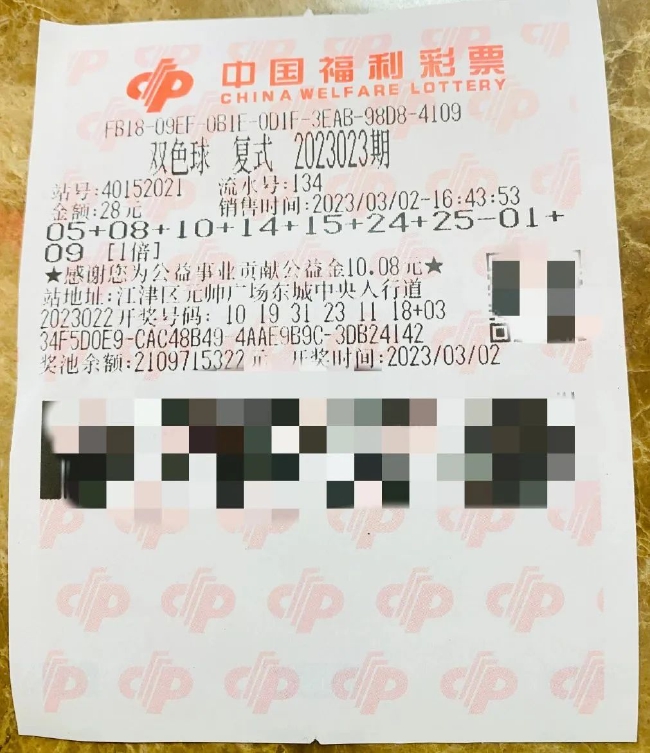 中国福利彩票
CHINA WELFARE LOTTERY
FB18-09EF-0B1E-0D1F-3EAB-98D8-4109
双色球 复式 2023023期
站号:40152021 流水号:134
金额:28元 销售时间:2023/03/02-16:43:53
05+08+10+14+15+24+25-01+
09 [1倍]
★感谢您为公益事业贡献公益金10.08元★
站地址:江津区元帅广场东城中央人行道
2023022开奖号码: 10 19 31 23 11 18+03
34F5D0E9-CAC48B49-4AAE9B9C-3DB24142
奖池余额:2109715322元 开奖时间:2023/03/02